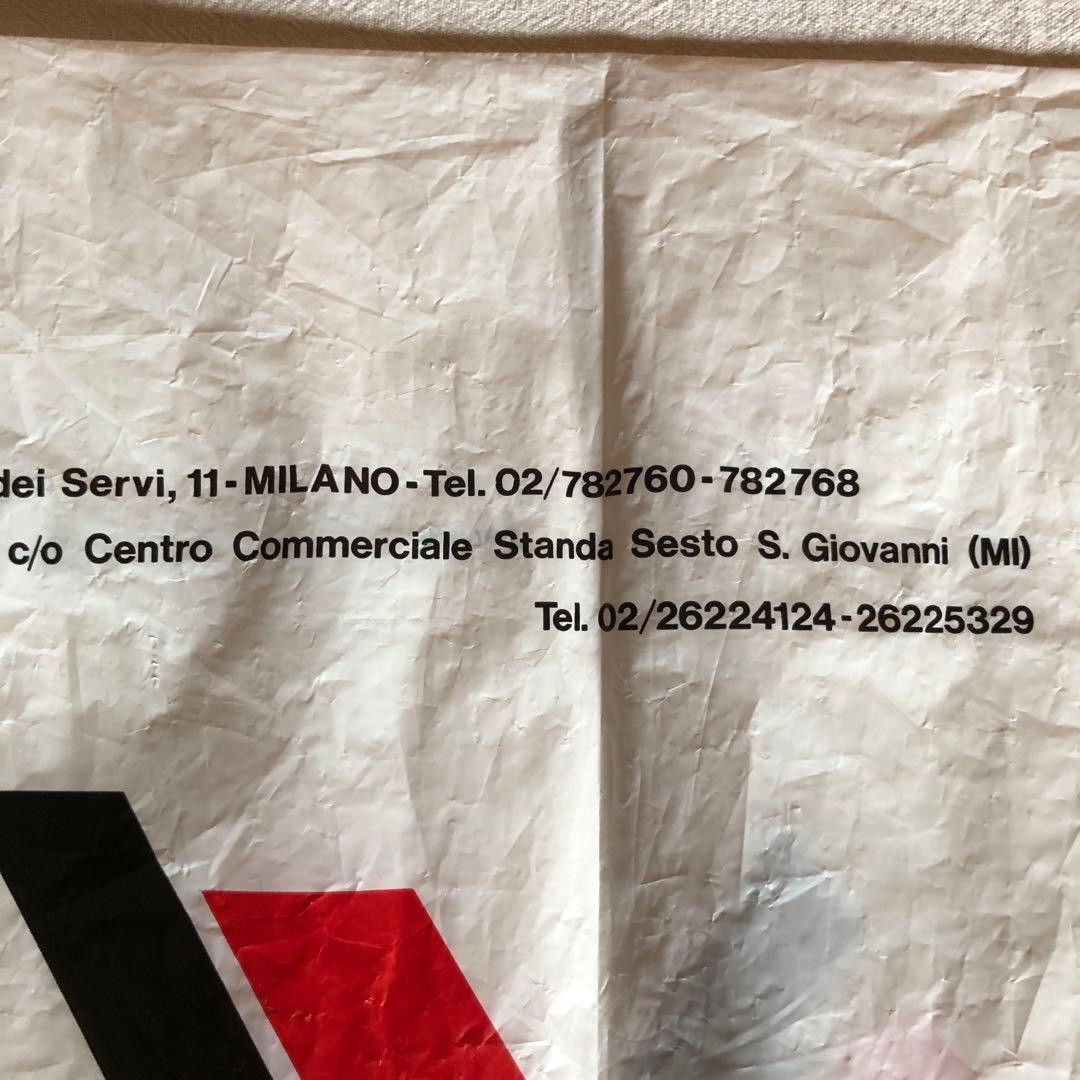 dei Servi, 11 - MILANO - Tel. 02/782760 - 782768
c/o Centro Commerciale Standa Sesto S. Giovanni (MI)
Tel. 02/26224124 - 26225329